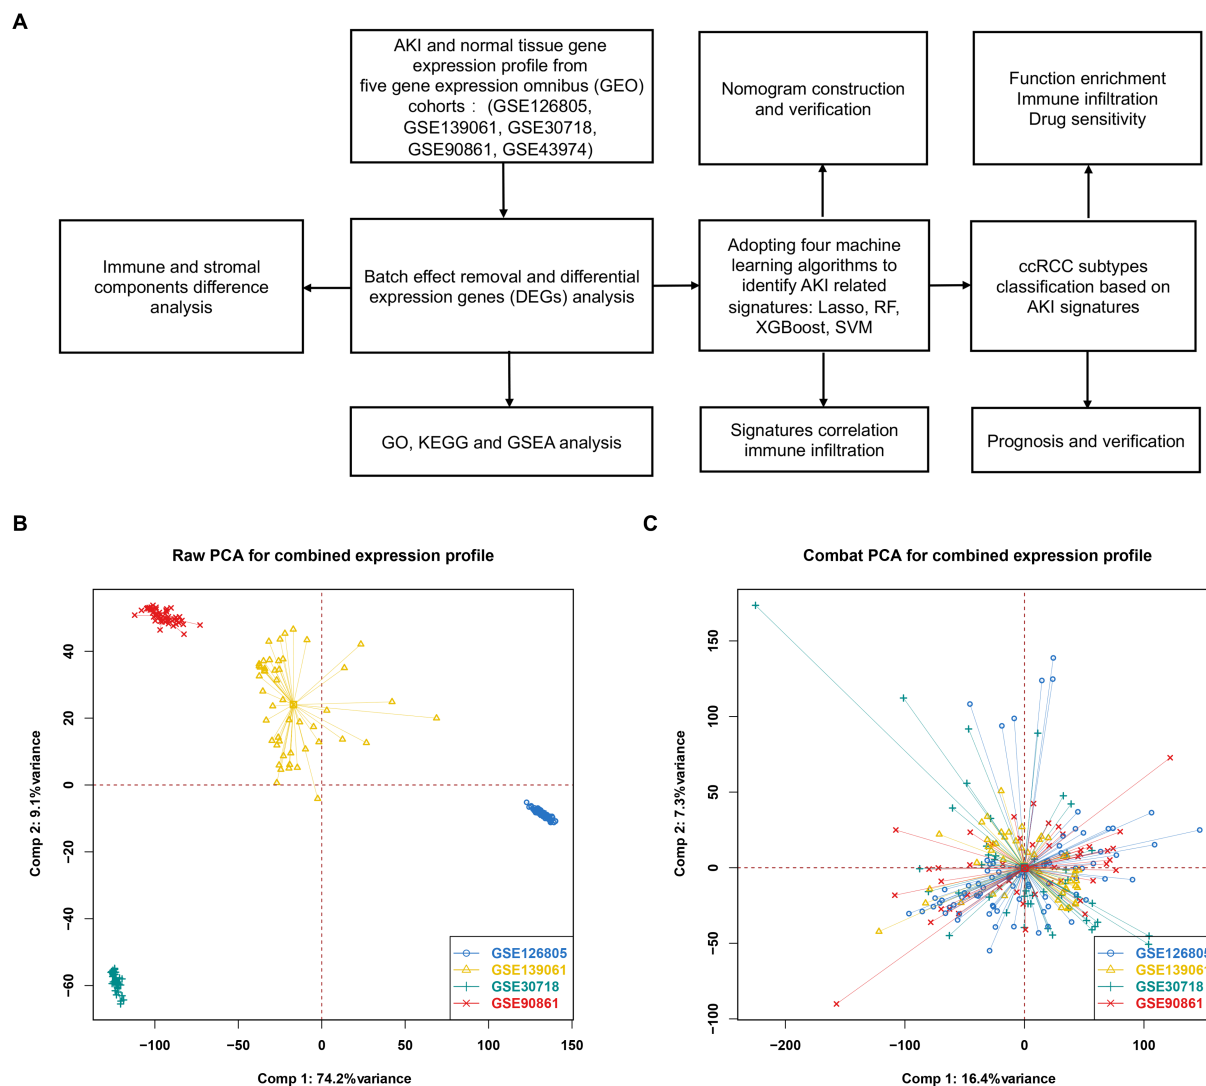 A
AKI and normal tissue gene
expression profile from
five gene expression omnibus (GEO)
cohorts : (GSE126805,
GSE139061, GSE30718,
GSE90861, GSE43974)
Nomogram construction
and verification
Function enrichment
Immune infiltration
Drug sensitivity
Immune and stromal
components difference
analysis
Batch effect removal and differential
expression genes (DEGs) analysis
Adopting four machine
learning algorithms to
identify AKI related
signatures: Lasso, RF,
XGBoost, SVM
ccRCC subtypes
classification based on
AKI signatures
GO, KEGG and GSEA analysis
Signatures correlation
immune infiltration
Prognosis and verification
B
Raw PCA for combined expression profile
Comp 2: 9.1%variance
40
20
0
−20
−40
−60
−100
−50
0
50
100
150
Comp 1: 74.2%variance
GSE126805
GSE139061
GSE30718
GSE90861
C
Combat PCA for combined expression profile
Comp 2: 7.3%variance
150
100
50
0
−50
−100
−200
−100
0
100
Comp 1: 16.4%variance
GSE126805
GSE139061
GSE30718
GSE90861